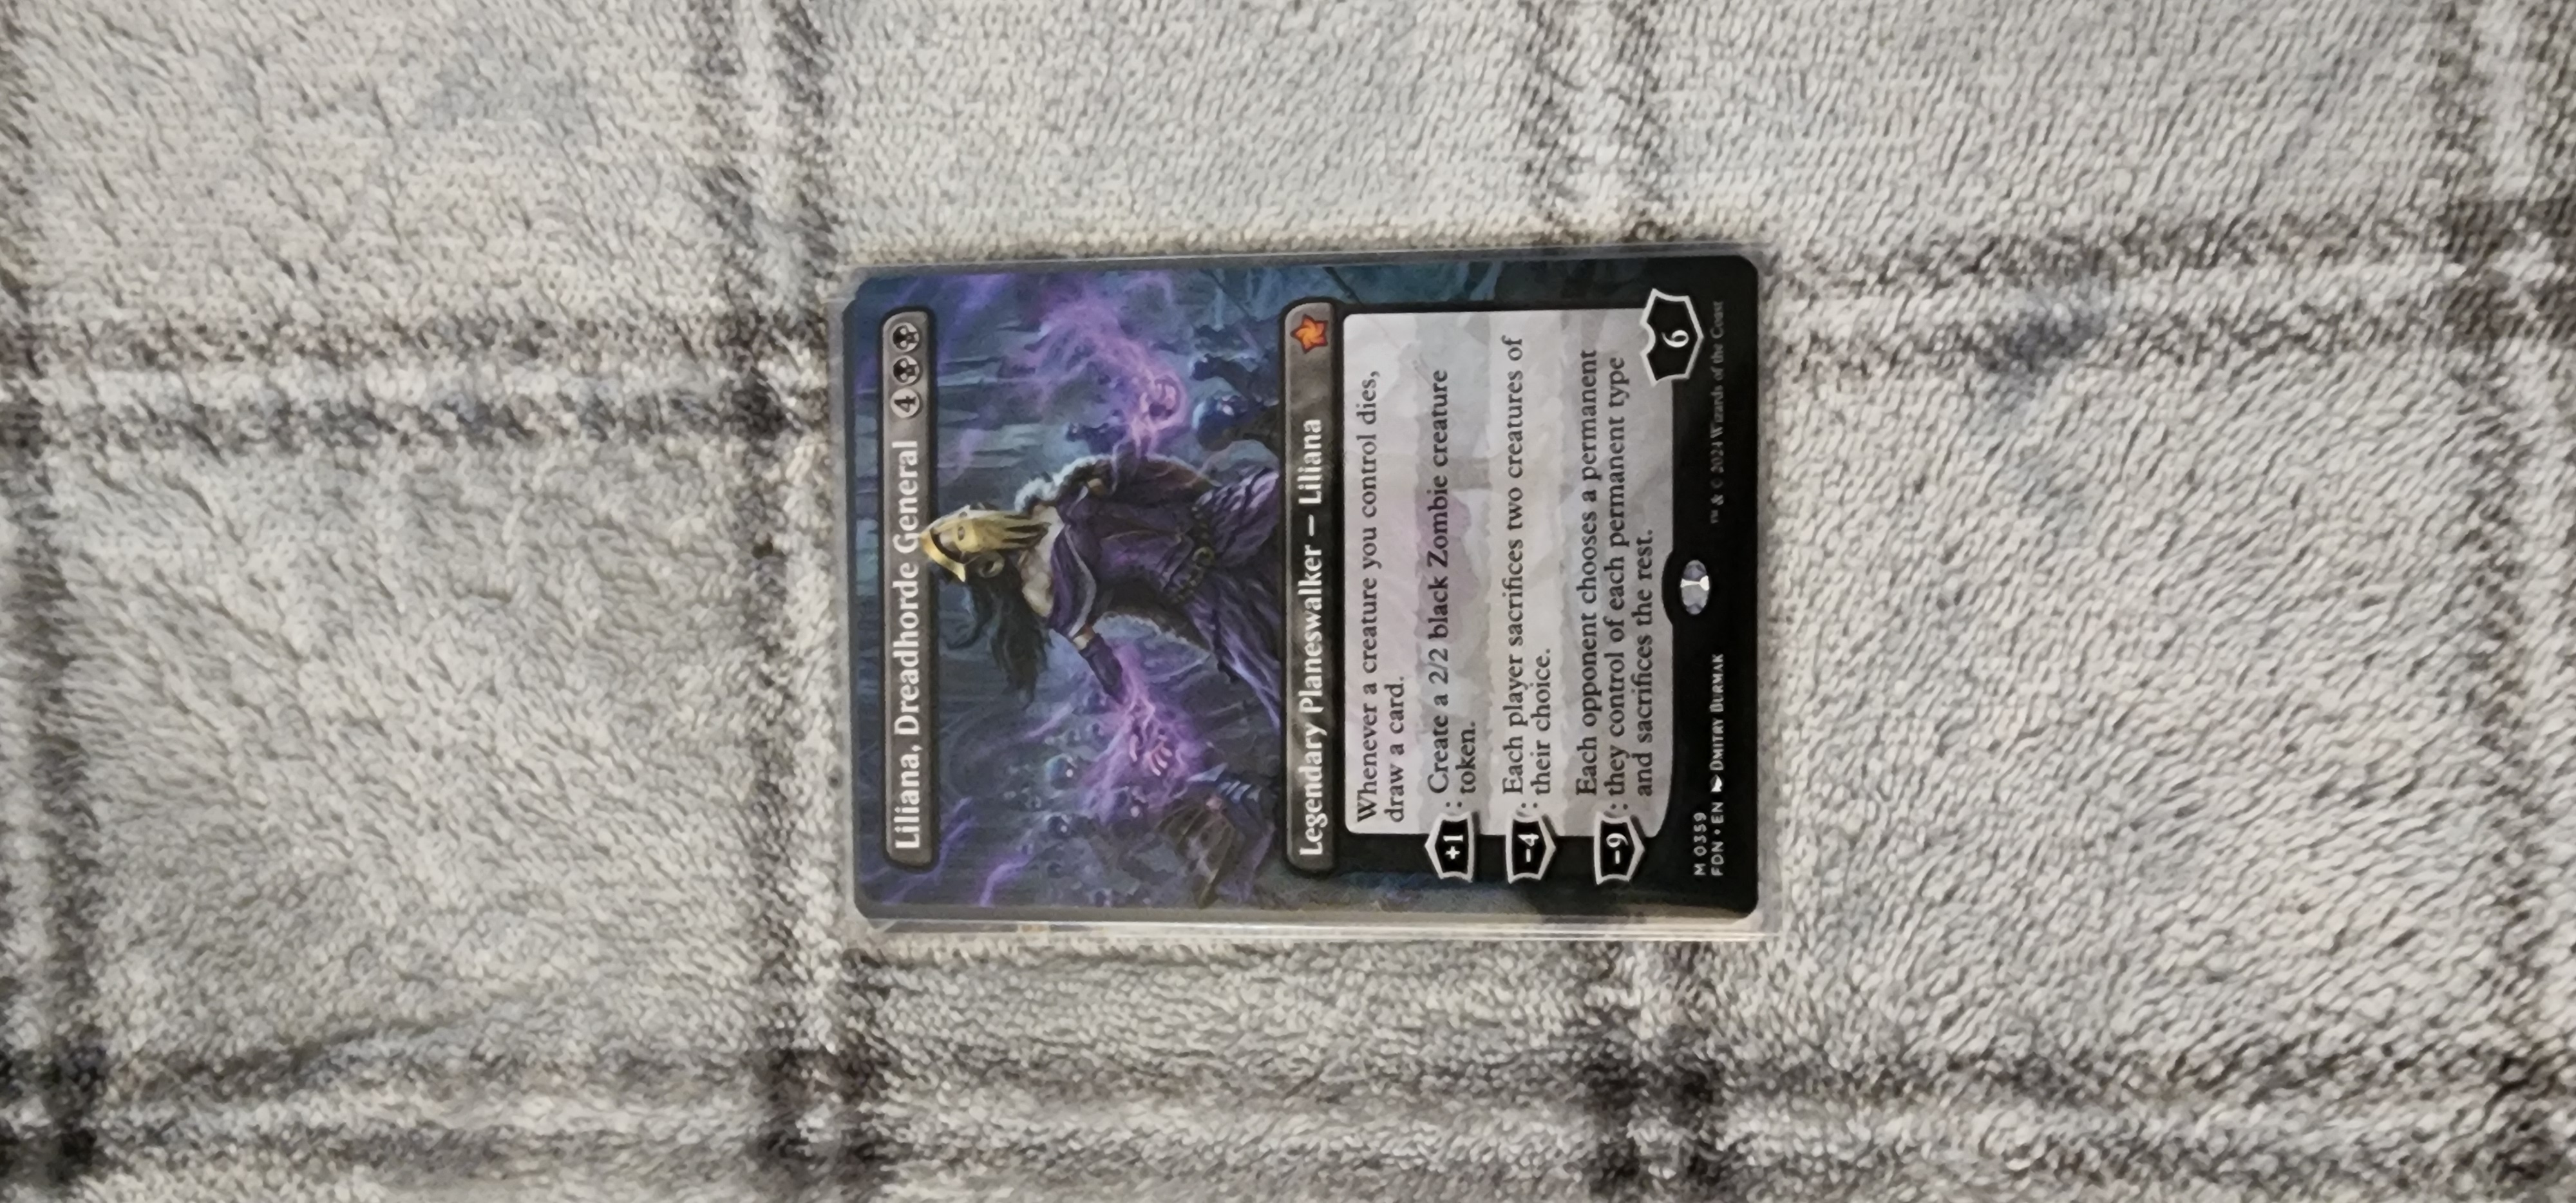 Liliana, Dreadhorde General 4
Legendary Planeswalker — Liliana
Whenever a creature you control dies,
draw a card.
+1 : Create a 2/2 black Zombie creature
token.
−4 : Each player sacrifices two creatures of
their choice.
Each opponent chooses a permanent
−9 : they control of each permanent type
and sacrifices the rest.
6
M 0359
FDN • EN DMITRY BURMAK ™ & © 2024 Wizards of the Coast